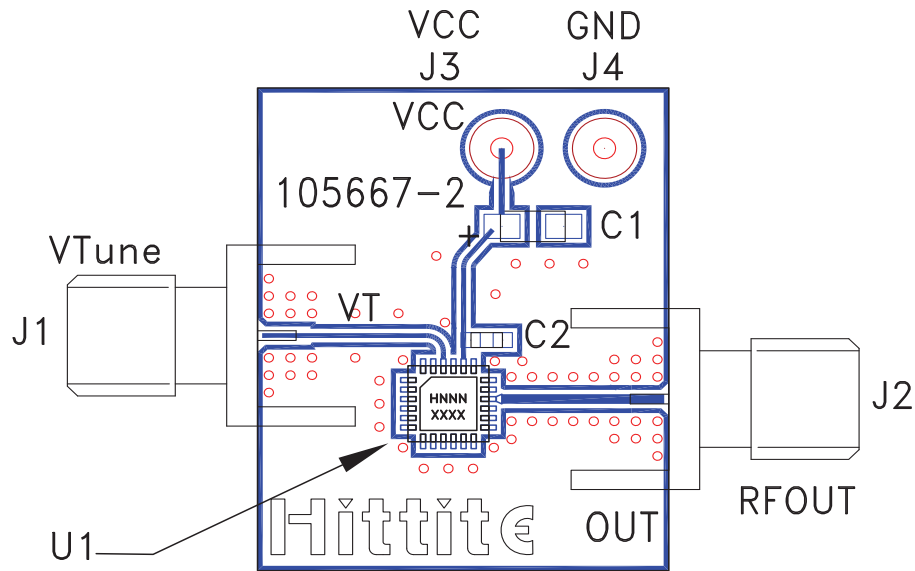 VCC GND
J3 J4
VCC
105667-2
+ C1
VTune
VT
J1 C2
HNNN
XXXX
J2
RFOUT
OUT
Hittite
U1